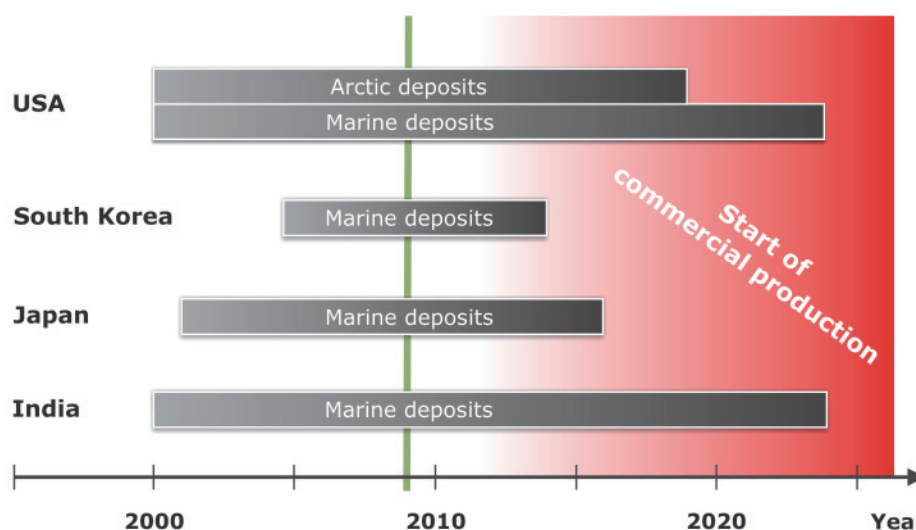 Arctic deposits
USA
Marine deposits
South Korea
Marine deposits
Start of
commercial production
Japan
Marine deposits
India
Marine deposits
2000
2010
2020
Yea